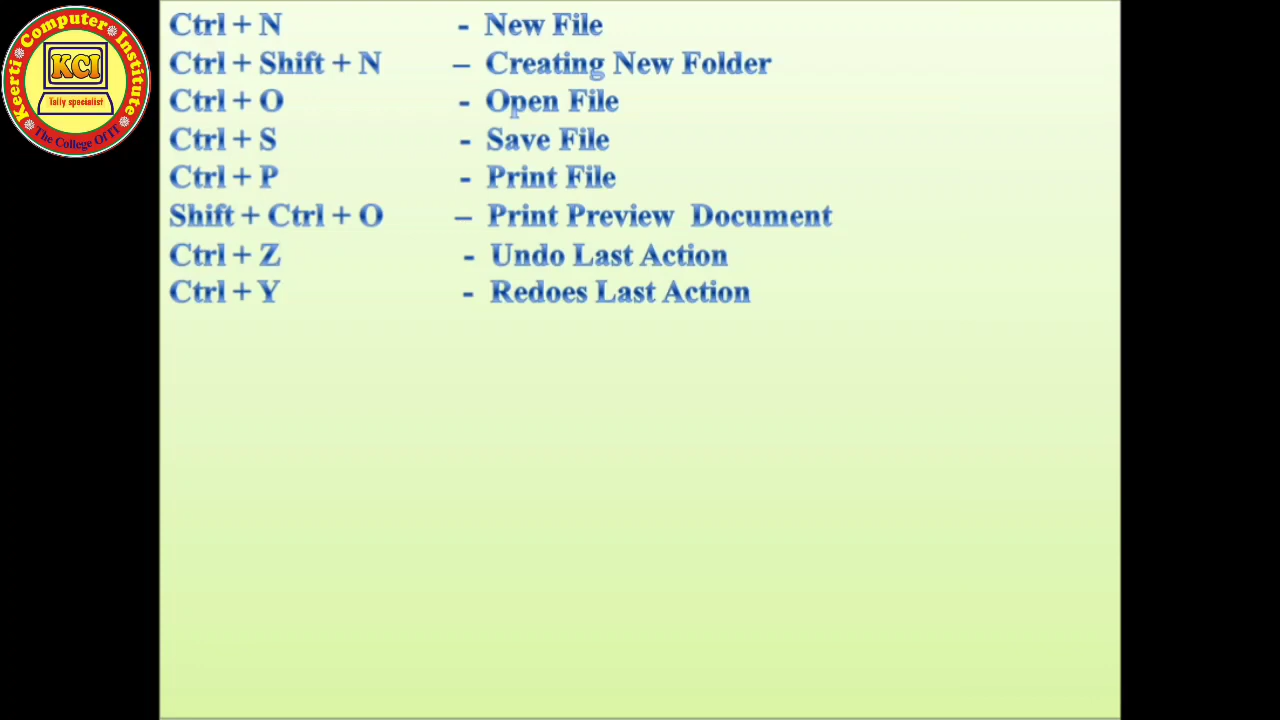 Keerti Computer Institute
KCI
Tally specialist
The College Of IT
Ctrl + N - New File
Ctrl + Shift + N – Creating New Folder
Ctrl + O - Open File
Ctrl + S - Save File
Ctrl + P - Print File
Shift + Ctrl + O – Print Preview Document
Ctrl + Z - Undo Last Action
Ctrl + Y - Redoes Last Action